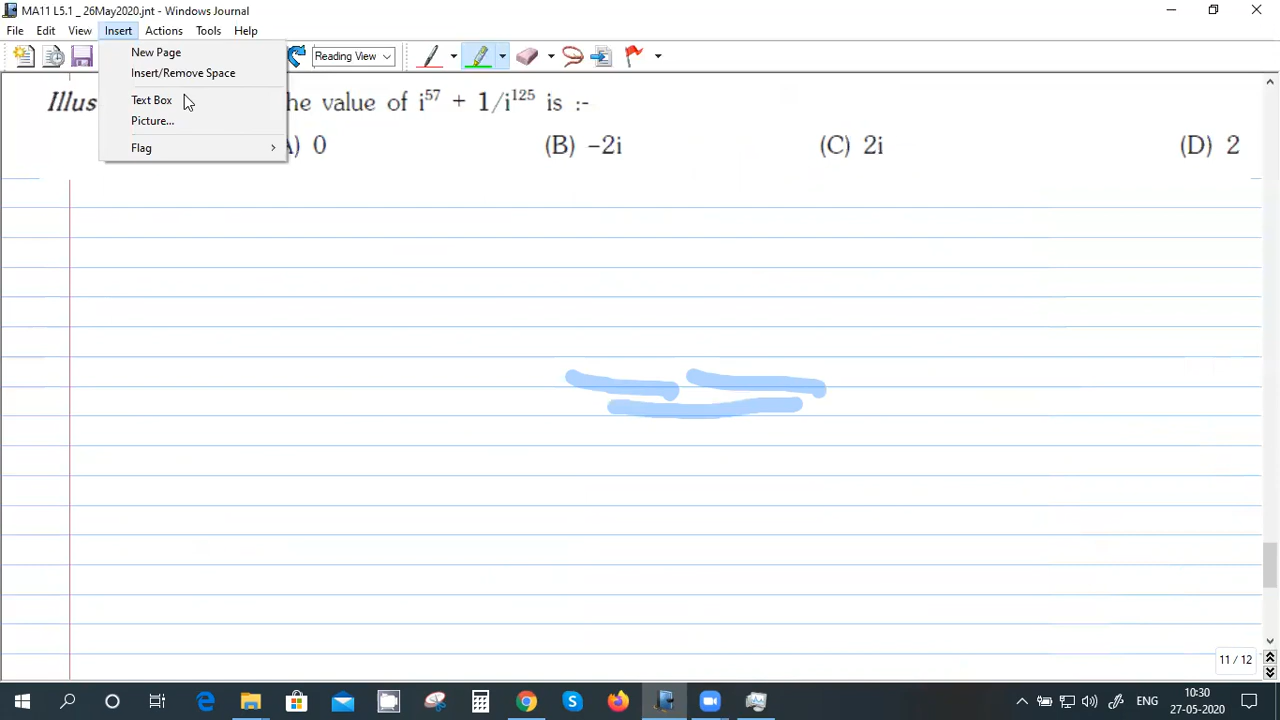 MA11 L5.1 _ 26May2020.jnt - Windows Journal
File Edit View Insert Actions Tools Help
New Page
Insert/Remove Space
Text Box
Picture...
Flag
Reading View
he value of i⁵⁷ + 1/i¹²⁵ is :-
) 0 (B) −2i (C) 2i (D) 2
11 / 12
ENG
10:30
27-05-2020